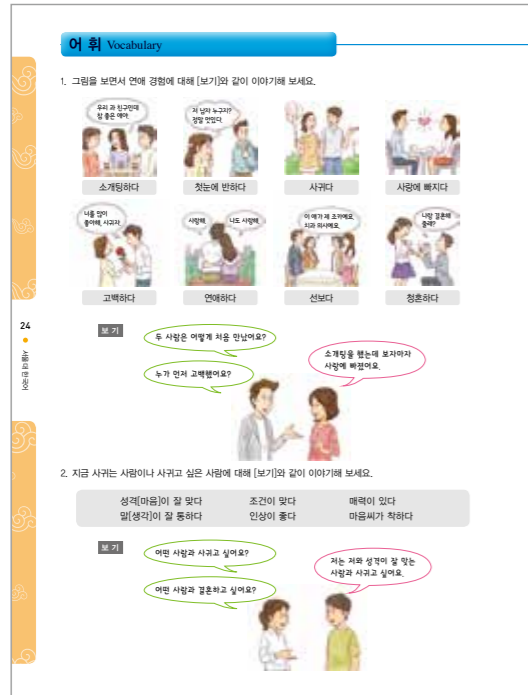 어 휘 Vocabulary
1. 그림을 보면서 연애 경험에 대해 [보기]와 같이 이야기해 보세요.
우리 과 친구인데
참 좋은 애야.
소개팅하다
저 남자 누구지?
정말 멋있다.
첫눈에 반하다
사귀다
사랑에 빠지다
너를 많이
좋아해. 사귀자.
고백하다
사랑해.
나도 사랑해.
연애하다
이 애가 제 조카예요.
치과 의사예요.
선보다
나랑 결혼해
줄래?
청혼하다
24
서울대 한국어
보 기
두 사람은 어떻게 처음 만났어요?
누가 먼저 고백했어요?
소개팅을 했는데 보자마자
사랑에 빠졌어요.
2. 지금 사귀는 사람이나 사귀고 싶은 사람에 대해 [보기]와 같이 이야기해 보세요.
성격[마음]이 잘 맞다 조건이 맞다 매력이 있다
말[생각]이 잘 통하다 인상이 좋다 마음씨가 착하다
보 기
어떤 사람과 사귀고 싶어요?
어떤 사람과 결혼하고 싶어요?
저는 저와 성격이 잘 맞는
사람과 사귀고 싶어요.